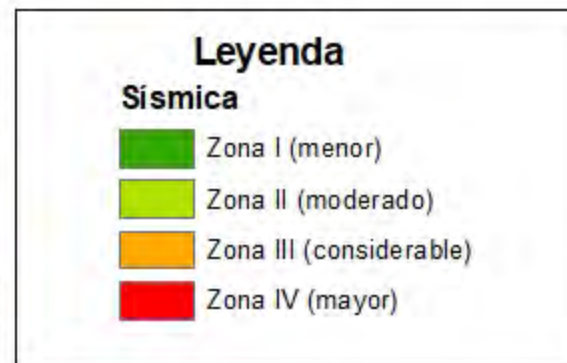 Leyenda
Sísmica
Zona I (menor)
Zona II (moderado)
Zona III (considerable)
Zona IV (mayor)